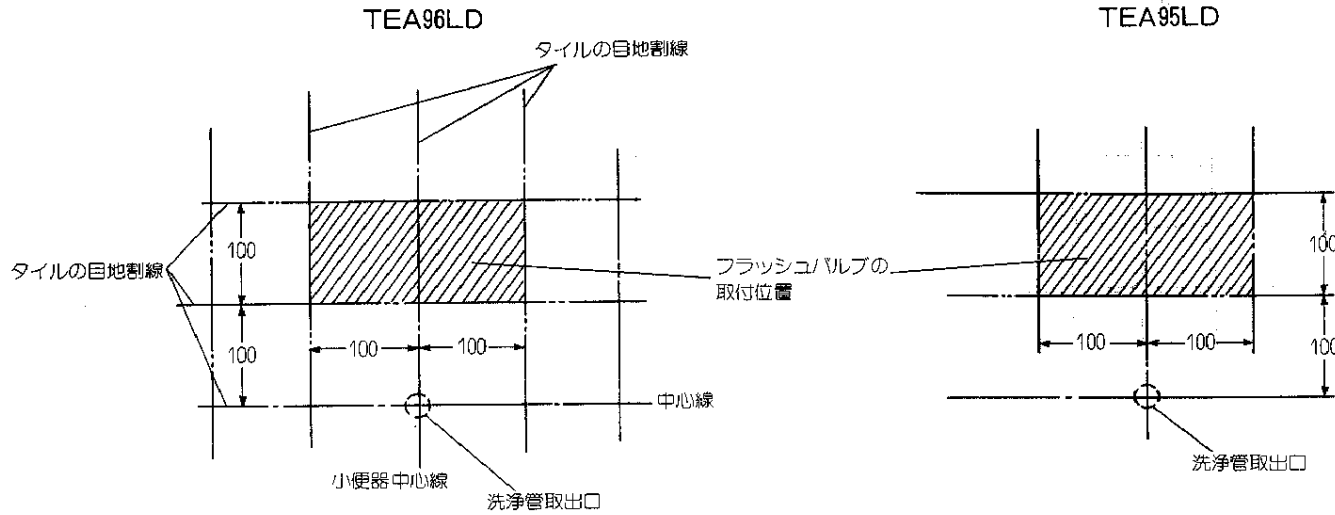 TEA96LD
TEA95LD
タイルの目地割線
タイルの目地割線
100
100
100
100
フラッシュバルブの
取付位置
100
100
100
100
中心線
小便器中心線
洗浄管取出口
洗浄管取出口